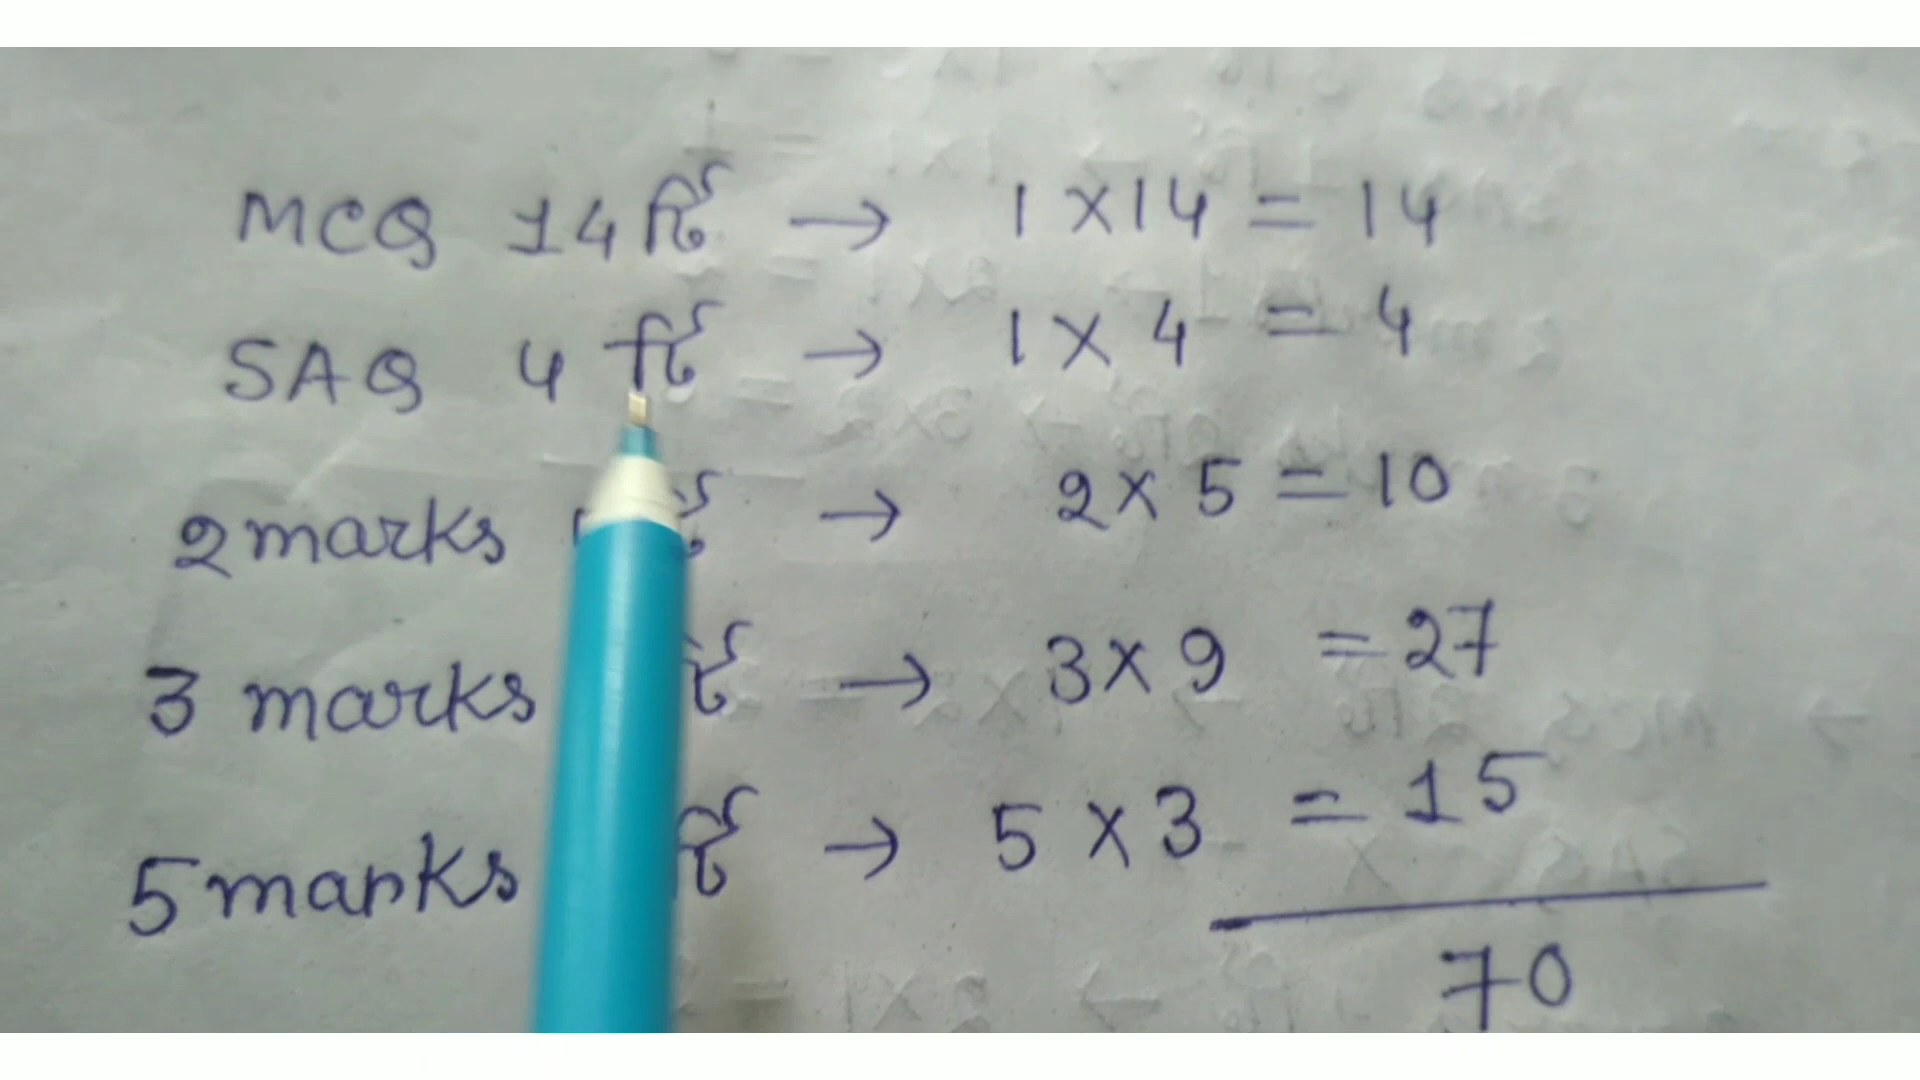 MCQ 14 টি → 1 × 14 = 14
SAQ 4 টি → 1 × 4 = 4
2 marks → 2 × 5 = 10
3 marks → 3 × 9 = 27
5 marks → 5 × 3 = 15
70